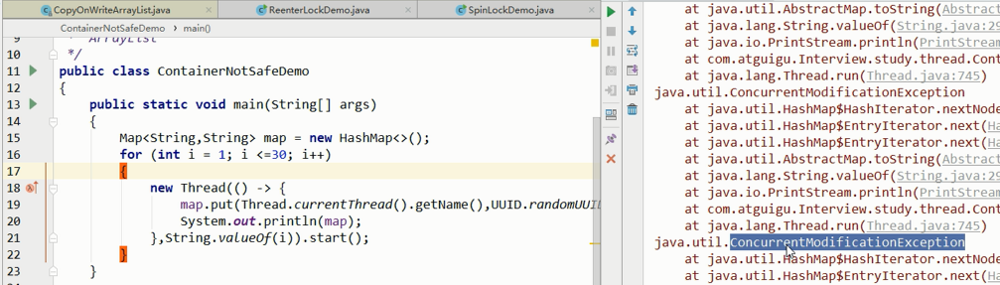 CopyOnWriteArrayList.java
ReenterLockDemo.java
SpinLockDemo.java
ContainerNotSafeDemo
main()
9 * ArrayList
10 */
11 public class ContainerNotSafeDemo
12 {
13 public static void main(String[] args)
14 {
15 Map<String,String> map = new HashMap<>();
16 for (int i = 1; i <=30; i++)
17 {
18 new Thread(() -> {
19 map.put(Thread.currentThread().getName(),UUID.randomUUI
20 System.out.println(map);
21 },String.valueOf(i)).start();
22 }
23 }
at java.util.AbstractMap.toString(Abstract
at java.lang.String.valueOf(String.java:29
at java.io.PrintStream.println(PrintStream
at com.atguigu.Interview.study.thread.Cont
at java.lang.Thread.run(Thread.java:745)
java.util.ConcurrentModificationException
at java.util.HashMap$HashIterator.nextNode
at java.util.HashMap$EntryIterator.next(Ha
at java.util.HashMap$EntryIterator.next(Ha
at java.util.AbstractMap.toString(Abstract
at java.lang.String.valueOf(String.java:29
at java.io.PrintStream.println(PrintStream
at com.atguigu.Interview.study.thread.Cont
at java.lang.Thread.run(Thread.java:745)
java.util.ConcurrentModificationException
at java.util.HashMap$HashIterator.nextNode
at java.util.HashMap$EntryIterator.next(Ha